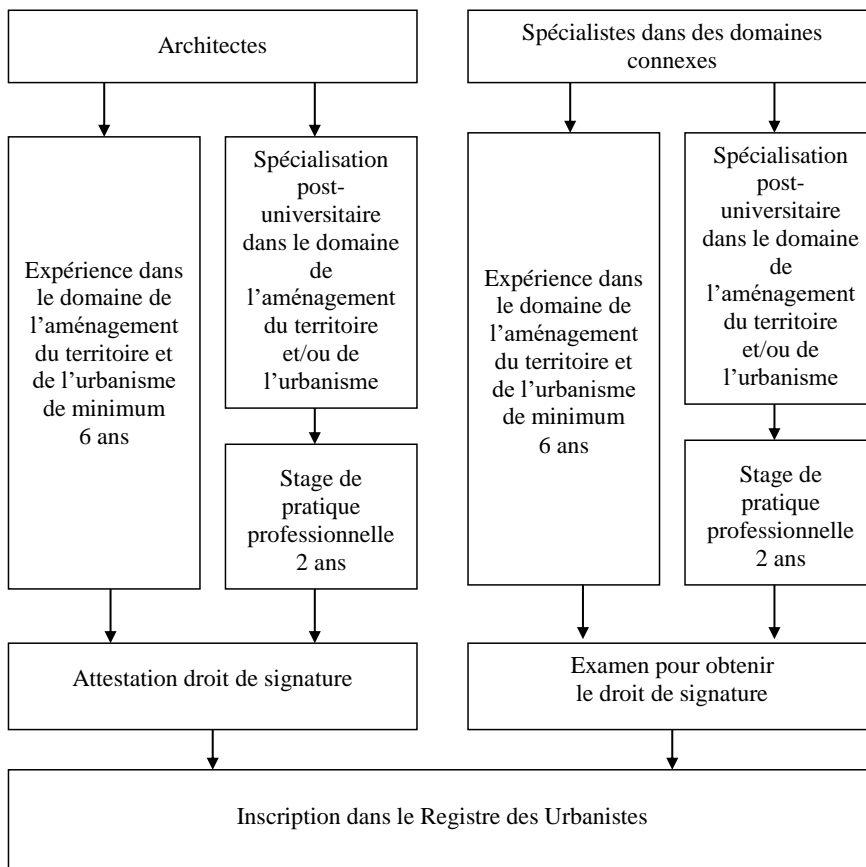 Architectes
Spécialistes dans des domaines
connexes
Expérience dans
le domaine de
l’aménagement
du territoire et
de l’urbanisme
de minimum
6 ans
Spécialisation
post-
universitaire
dans le domaine
de
l’aménagement
du territoire
et/ou de
l’urbanisme
Stage de
pratique
professionnelle
2 ans
Expérience dans
le domaine de
l’aménagement
du territoire et
de l’urbanisme
de minimum
6 ans
Spécialisation
post-
universitaire
dans le domaine
de
l’aménagement
du territoire
et/ou de
l’urbanisme
Stage de
pratique
professionnelle
2 ans
Attestation droit de signature
Examen pour obtenir
le droit de signature
Inscription dans le Registre des Urbanistes